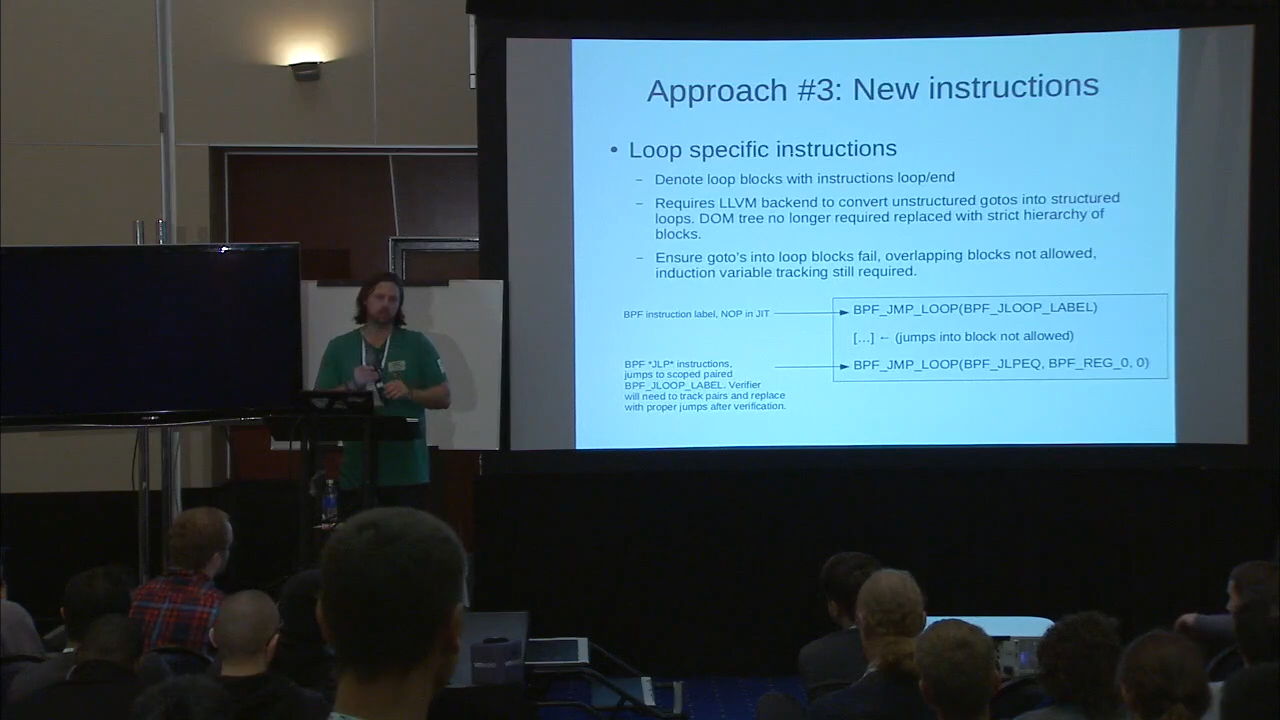 Approach #3: New instructions
• Loop specific instructions
– Denote loop blocks with instructions loop/end
– Requires LLVM backend to convert unstructured gotos into structured
loops. DOM tree no longer required replaced with strict hierarchy of
blocks.
– Ensure goto's into loop blocks fail, overlapping blocks not allowed,
induction variable tracking still required.
BPF instruction label, NOP in JIT
BPF_JMP_LOOP(BPF_JLOOP_LABEL)
[...] ← (jumps into block not allowed)
BPF *JLP* instructions,
jumps to scoped paired
BPF_JLOOP_LABEL. Verifier
will need to track pairs and replace
with proper jumps after verification.
BPF_JMP_LOOP(BPF_JLPEQ, BPF_REG_0, 0)